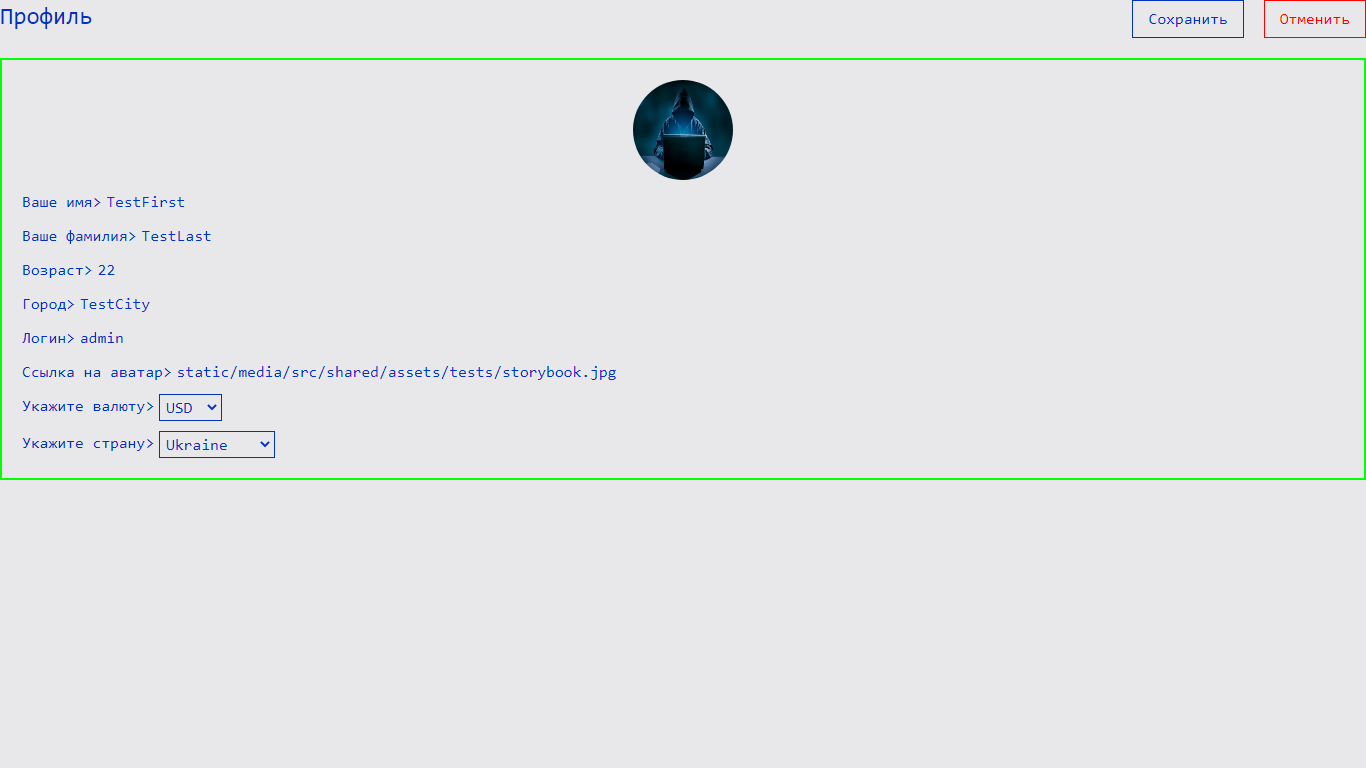 Профиль
Сохранить
Отменить
Ваше имя> TestFirst
Ваше фамилия> TestLast
Возраст> 22
Город> TestCity
Логин> admin
Ссылка на аватар> static/media/src/shared/assets/tests/storybook.jpg
Укажите валюту> USD
Укажите страну> Ukraine